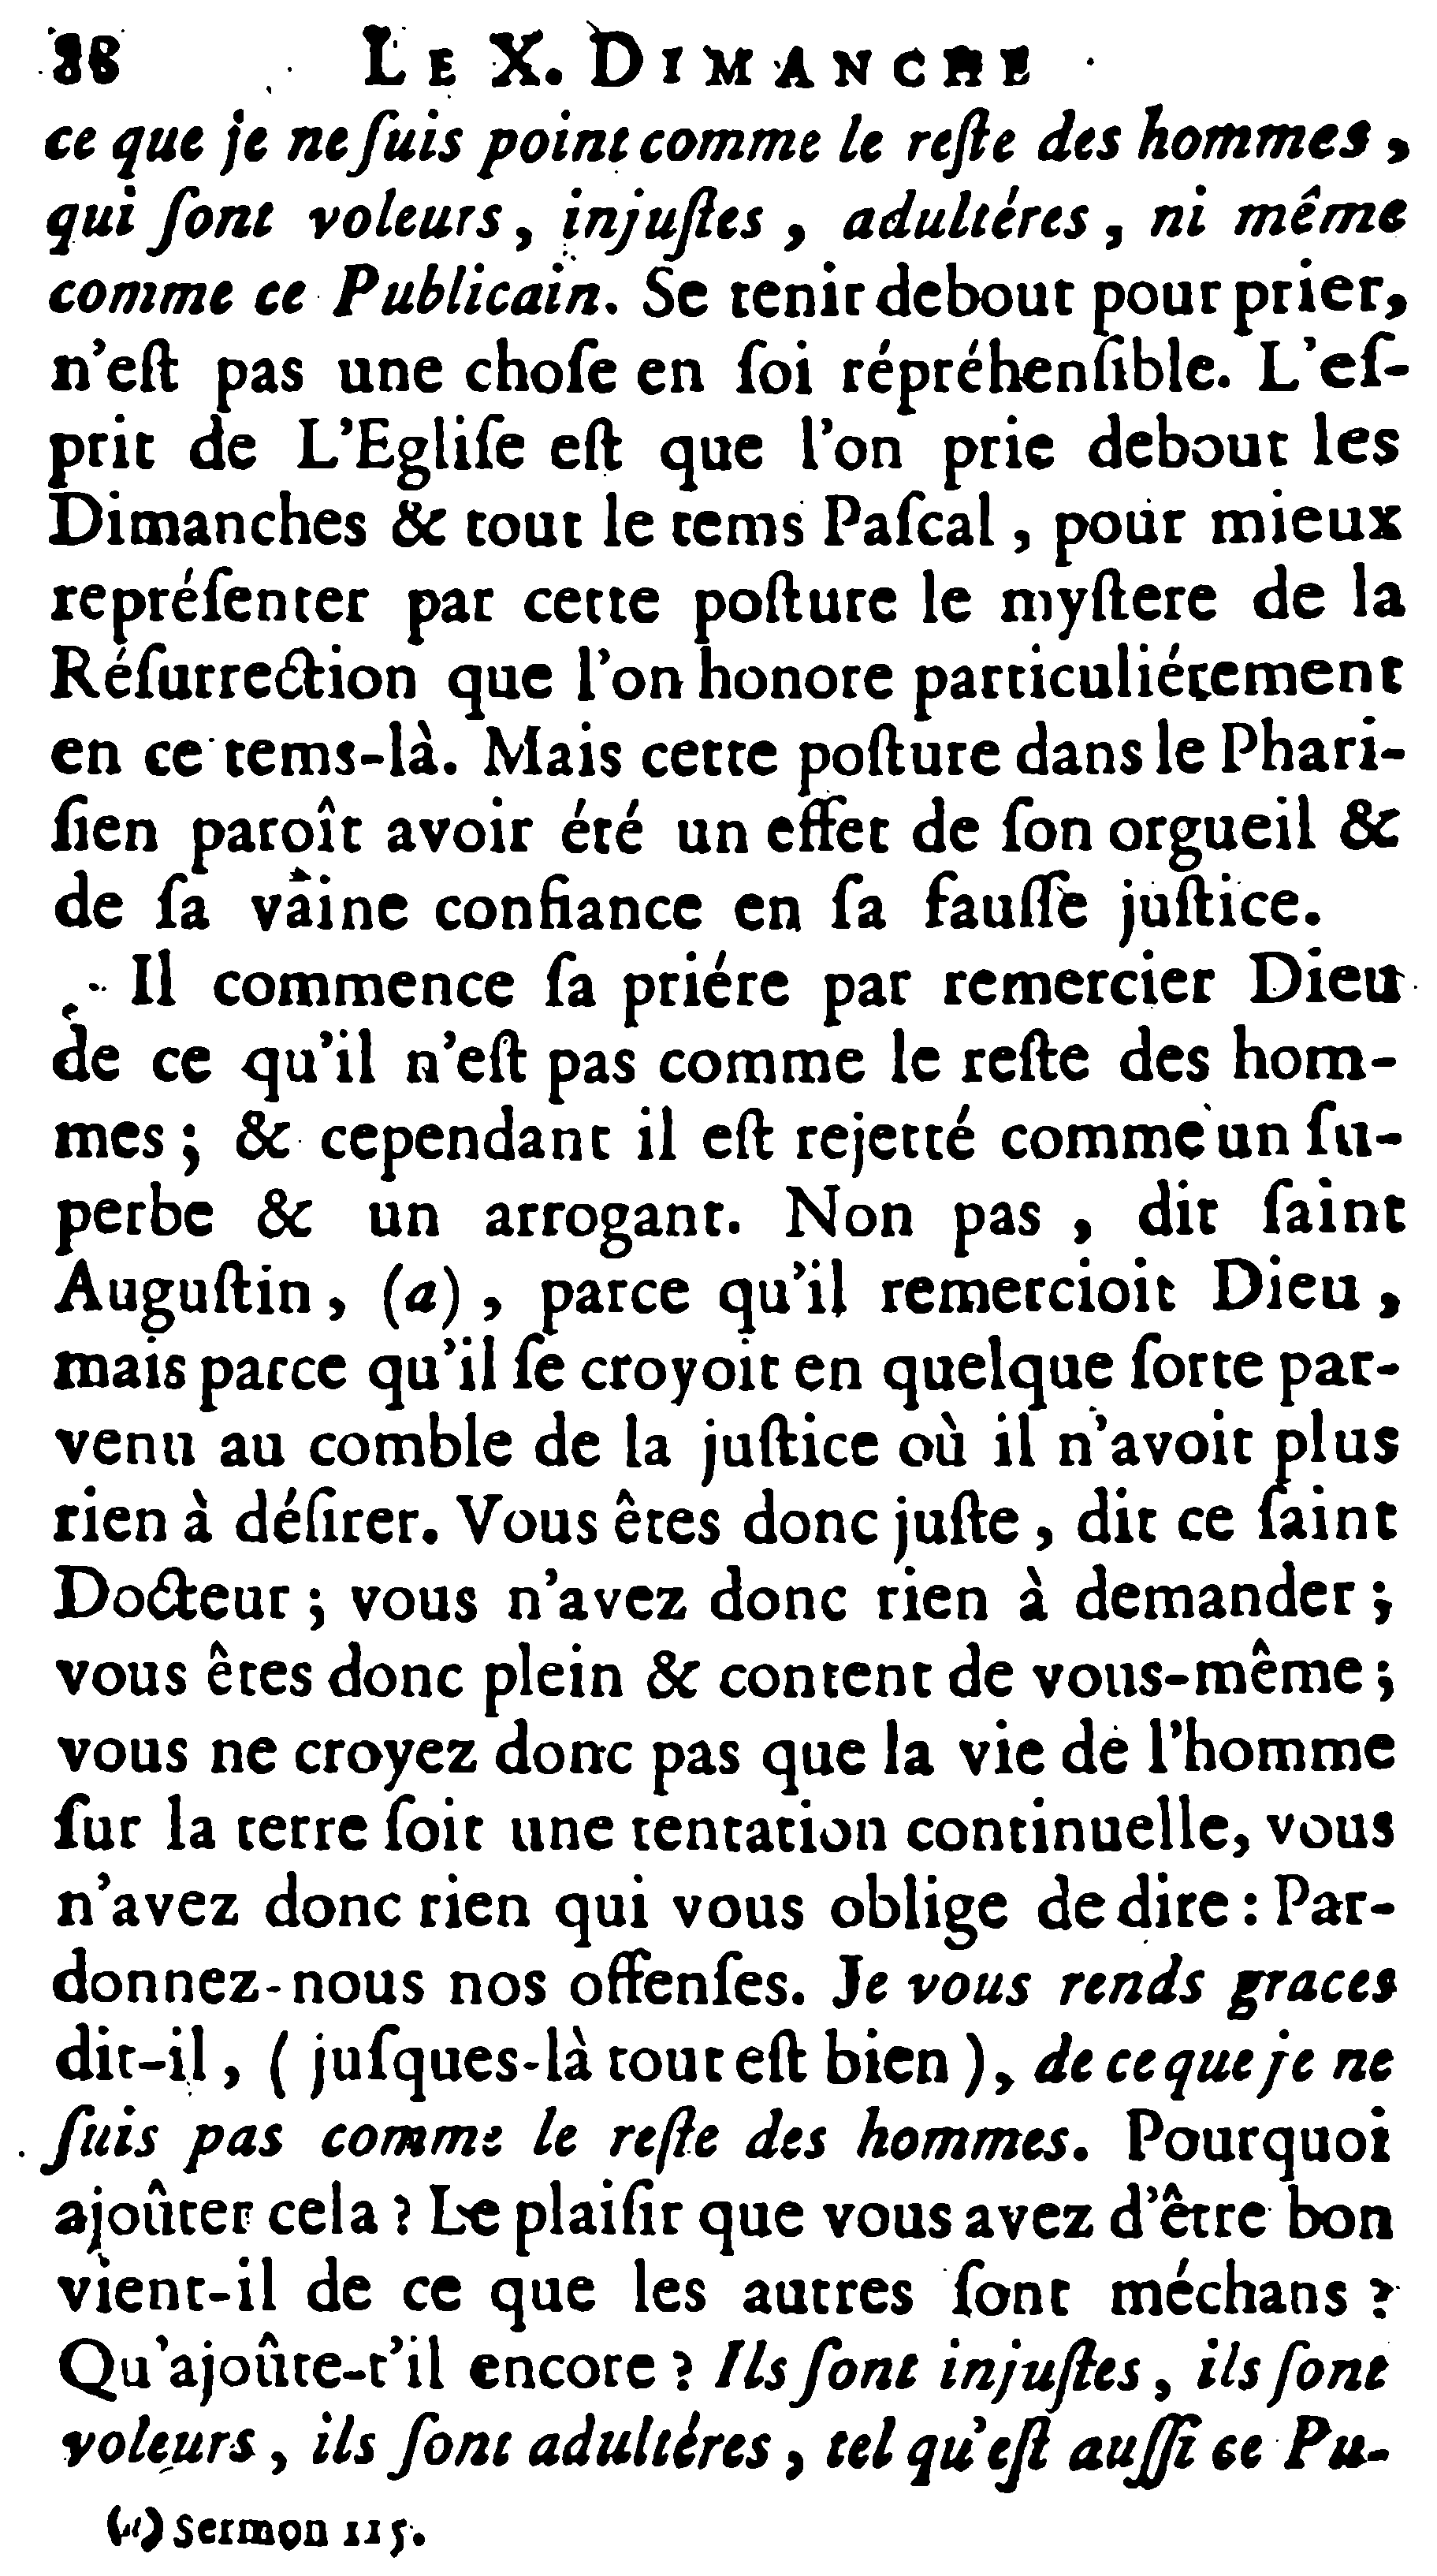 88 LE X. DIMANCHE
ce que je ne ſuis point comme le reſte des hommes,
qui ſont voleurs, injuſtes, adultéres, ni même
comme ce Publicain. Se tenir debout pour prier,
n'eſt pas une choſe en ſoi répréhenſible. L'eſ-
prit de L'Egliſe eſt que l'on prie debout les
Dimanches & tout le tems Paſcal, pour mieux
repréſenter par cette poſture le myſtere de la
Réſurrection que l'on honore particuliérement
en ce tems-là. Mais cette poſture dans le Phari-
ſien paroît avoir été un effet de ſon orgueil &
de ſa vaine confiance en ſa fauſſe juſtice.
Il commence ſa priére par remercier Dieu
de ce qu'il n'eſt pas comme le reſte des hom-
mes; & cependant il eſt rejetté comme un ſu-
perbe & un arrogant. Non pas, dit ſaint
Auguſtin, (a), parce qu'il remercioit Dieu,
mais parce qu'il ſe croyoit en quelque ſorte par-
venu au comble de la juſtice où il n'avoit plus
rien à déſirer. Vous êtes donc juſte, dit ce ſaint
Docteur; vous n'avez donc rien à demander;
vous êtes donc plein & content de vous-même;
vous ne croyez donc pas que la vie de l'homme
ſur la terre ſoit une tentation continuelle, vous
n'avez donc rien qui vous oblige de dire: Par-
donnez-nous nos offenſes. Je vous rends graces
dit-il, ( juſques-là tout eſt bien ), de ce que je ne
ſuis pas comme le reſte des hommes. Pourquoi
ajoûter cela? Le plaiſir que vous avez d'être bon
vient-il de ce que les autres ſont méchans?
Qu'ajoûte-t'il encore? Ils ſont injuſtes, ils ſont
voleurs, ils ſont adultéres, tel qu'eſt auſſi ce Pu-
(a) Sermon 115.